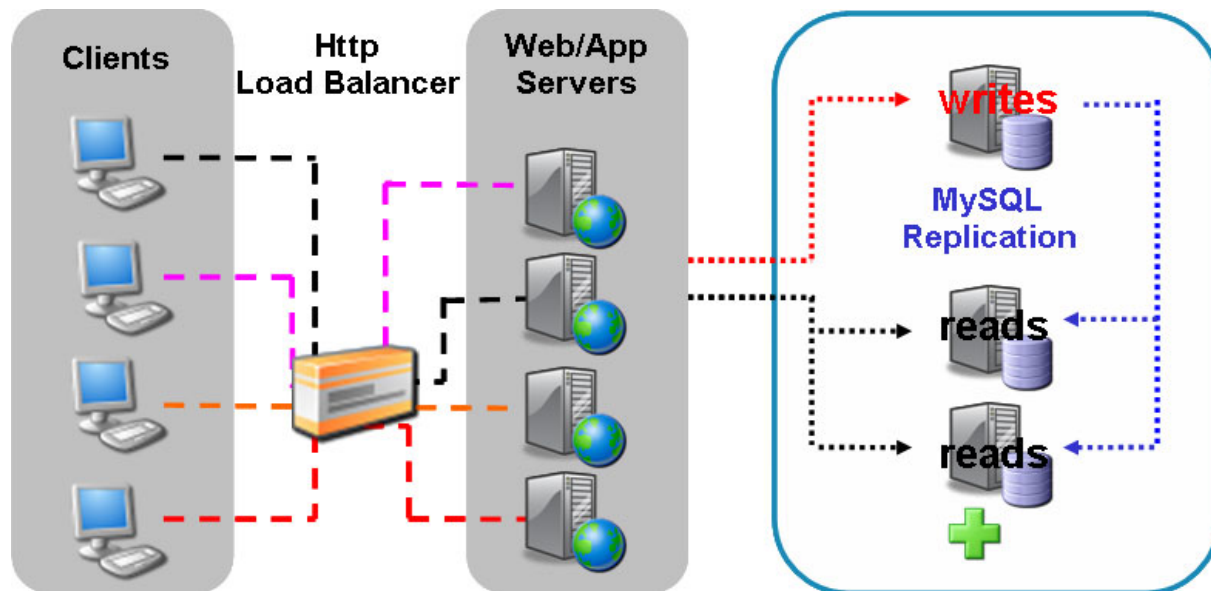 Clients
Http
Load Balancer
Web/App
Servers
writes
MySQL
Replication
reads
reads